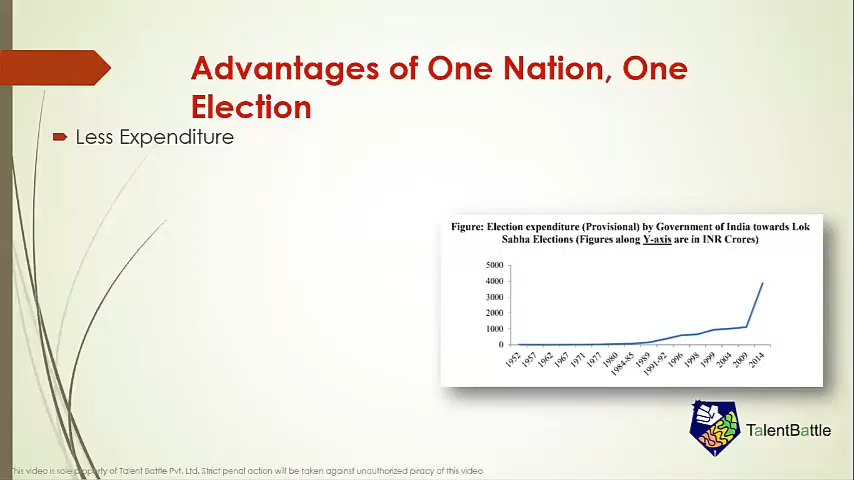 Advantages of One Nation, One
Election
Less Expenditure
Figure: Election expenditure (Provisional) by Government of India towards Lok
Sabha Elections (Figures along Y-axis are in INR Crores)
5000
4000
3000
2000
1000
0
1952 1957 1962 1967 1971 1977 1980 1984-85 1989 1991-92 1996 1998 1999 2004 2009 2014
TalentBattle
This video is sole property of Talent Battle Pvt. Ltd. Strict penal action will be taken against unauthorized piracy of this video